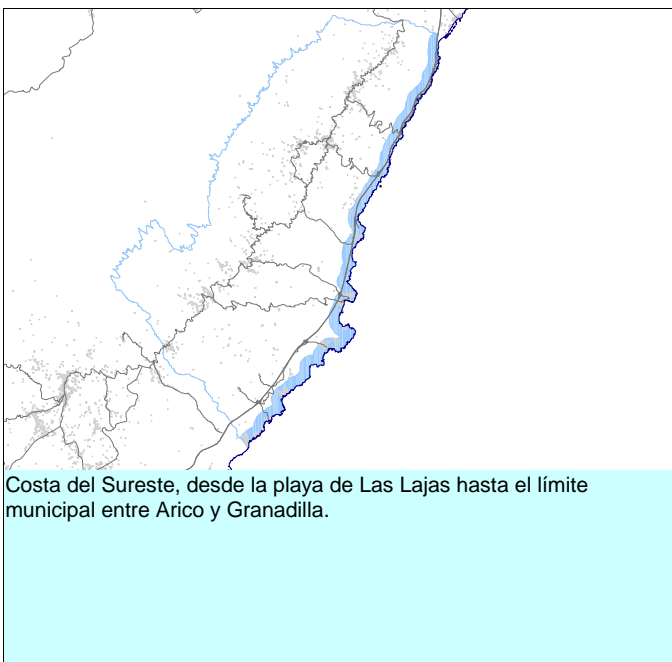 Costa del Sureste, desde la playa de Las Lajas hasta el límite
municipal entre Arico y Granadilla.